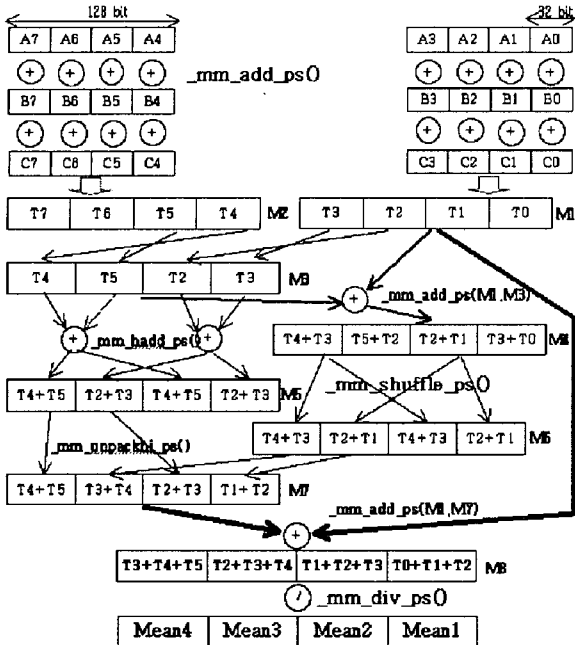 128 bit 32 bit
A7 A6 A5 A4 A3 A2 A1 A0
+ + + + _mm_add_ps() + + + +
B7 B6 B5 B4 B3 B2 B1 B0
+ + + + + + + +
C7 C6 C5 C4 C3 C2 C1 C0
T7 T6 T5 T4 M2 T3 T2 T1 T0 M1
T4 T5 T2 T3 M3
+ _mm_add_ps(M1,M3)
+ _mm_hadd_ps() +
T4+T3 T5+T2 T2+T1 T3+T0 M4
T4+T5 T2+T3 T4+T5 T2+T3 M5
_mm_shuffle_ps()
T4+T3 T2+T1 T4+T3 T2+T1 M6
_mm_unpackhi_ps()
T4+T5 T3+T4 T2+T3 T1+T2 M7
_mm_add_ps(M1,M7)
+
T3+T4+T5 T2+T3+T4 T1+T2+T3 T0+T1+T2 M8
/ _mm_div_ps()
Mean4 Mean3 Mean2 Mean1